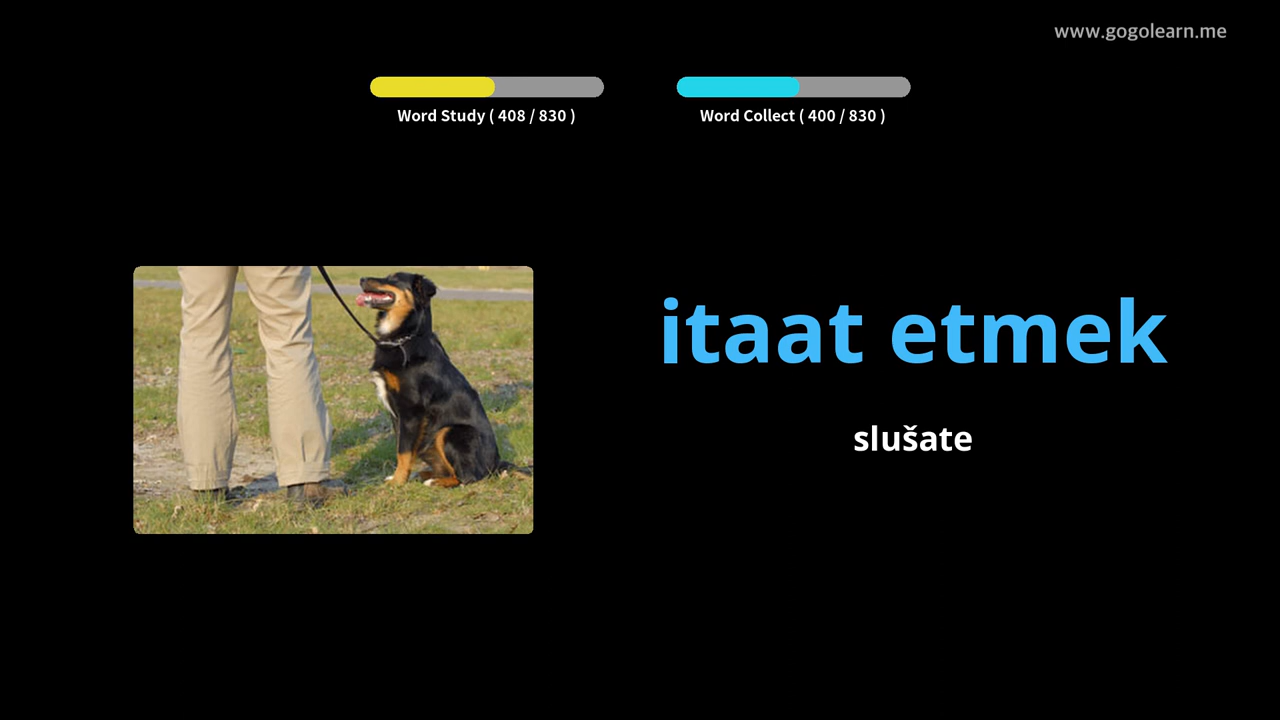 www.gogolearn.me
Word Study ( 408 / 830 )
Word Collect ( 400 / 830 )
itaat etmek
slušate